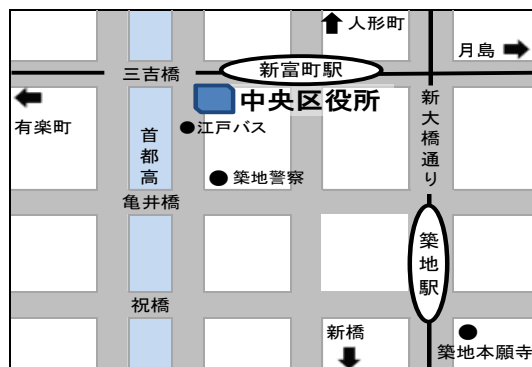 人形町
月島
三吉橋
新富町駅
中央区役所
有楽町
首都高
江戸バス
新大橋通り
築地警察
亀井橋
築地駅
祝橋
新橋
築地本願寺